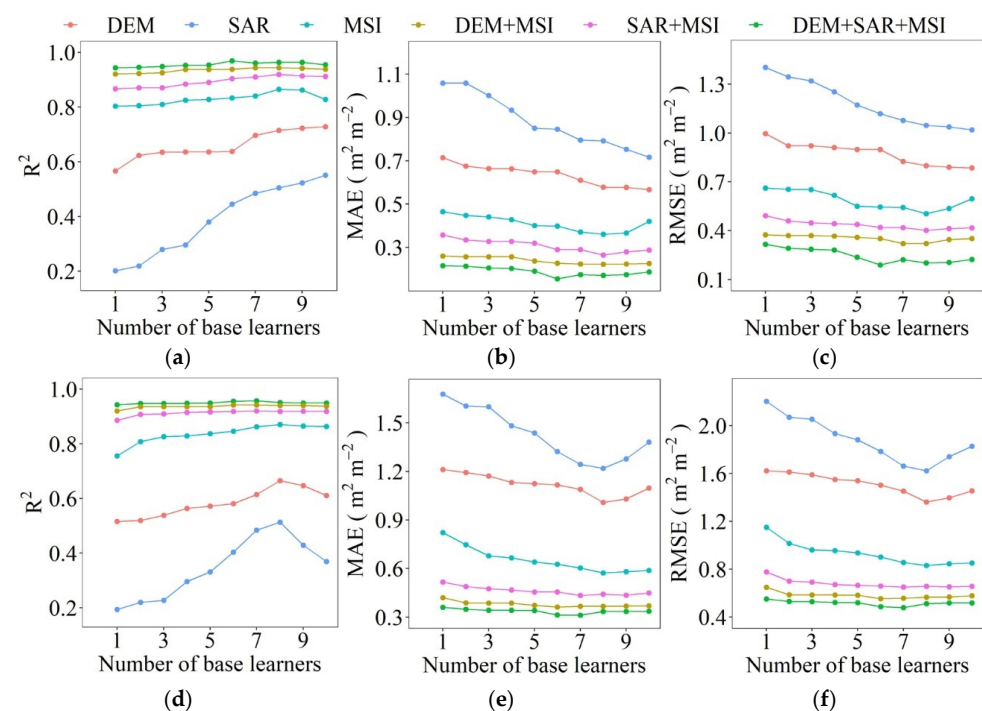 DEM SAR MSI DEM+MSI SAR+MSI DEM+SAR+MSI
R²
1.0
0.8
0.6
0.4
0.2
1 3 5 7 9
Number of base learners
(a)
MAE ( m² m⁻² )
1.1
0.9
0.7
0.5
0.3
1 3 5 7 9
Number of base learners
(b)
RMSE ( m² m⁻² )
1.3
1.0
0.7
0.4
0.1
1 3 5 7 9
Number of base learners
(c)
R²
1.0
0.8
0.6
0.4
0.2
1 3 5 7 9
Number of base learners
(d)
MAE ( m² m⁻² )
1.5
1.2
0.9
0.6
0.3
1 3 5 7 9
Number of base learners
(e)
RMSE ( m² m⁻² )
2.0
1.6
1.2
0.8
0.4
1 3 5 7 9
Number of base learners
(f)